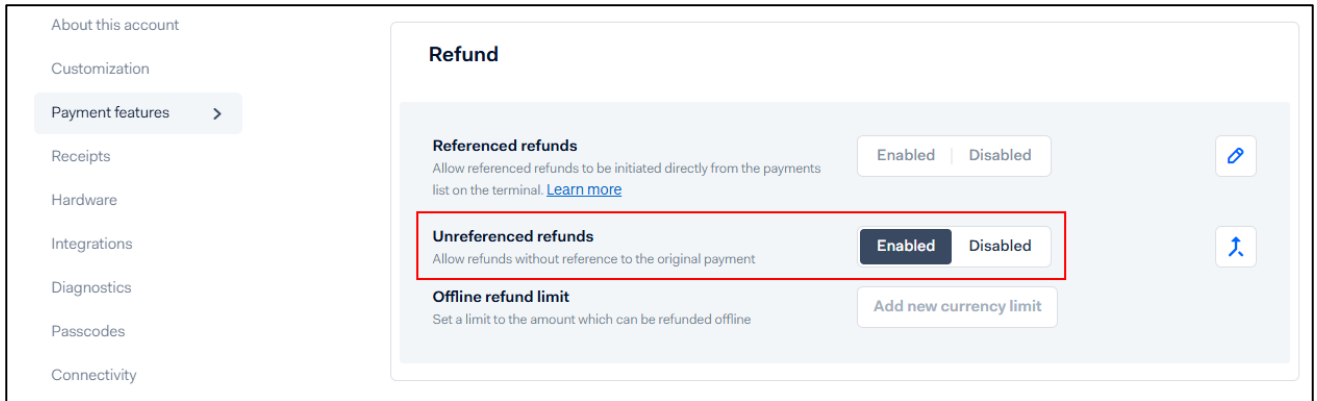 About this account
Customization
Payment features
Receipts
Hardware
Integrations
Diagnostics
Passcodes
Connectivity
Refund
Referenced refunds
Allow referenced refunds to be initiated directly from the payments
list on the terminal. Learn more
Enabled Disabled
Unreferenced refunds
Allow refunds without reference to the original payment
Enabled Disabled
Offline refund limit
Set a limit to the amount which can be refunded offline
Add new currency limit